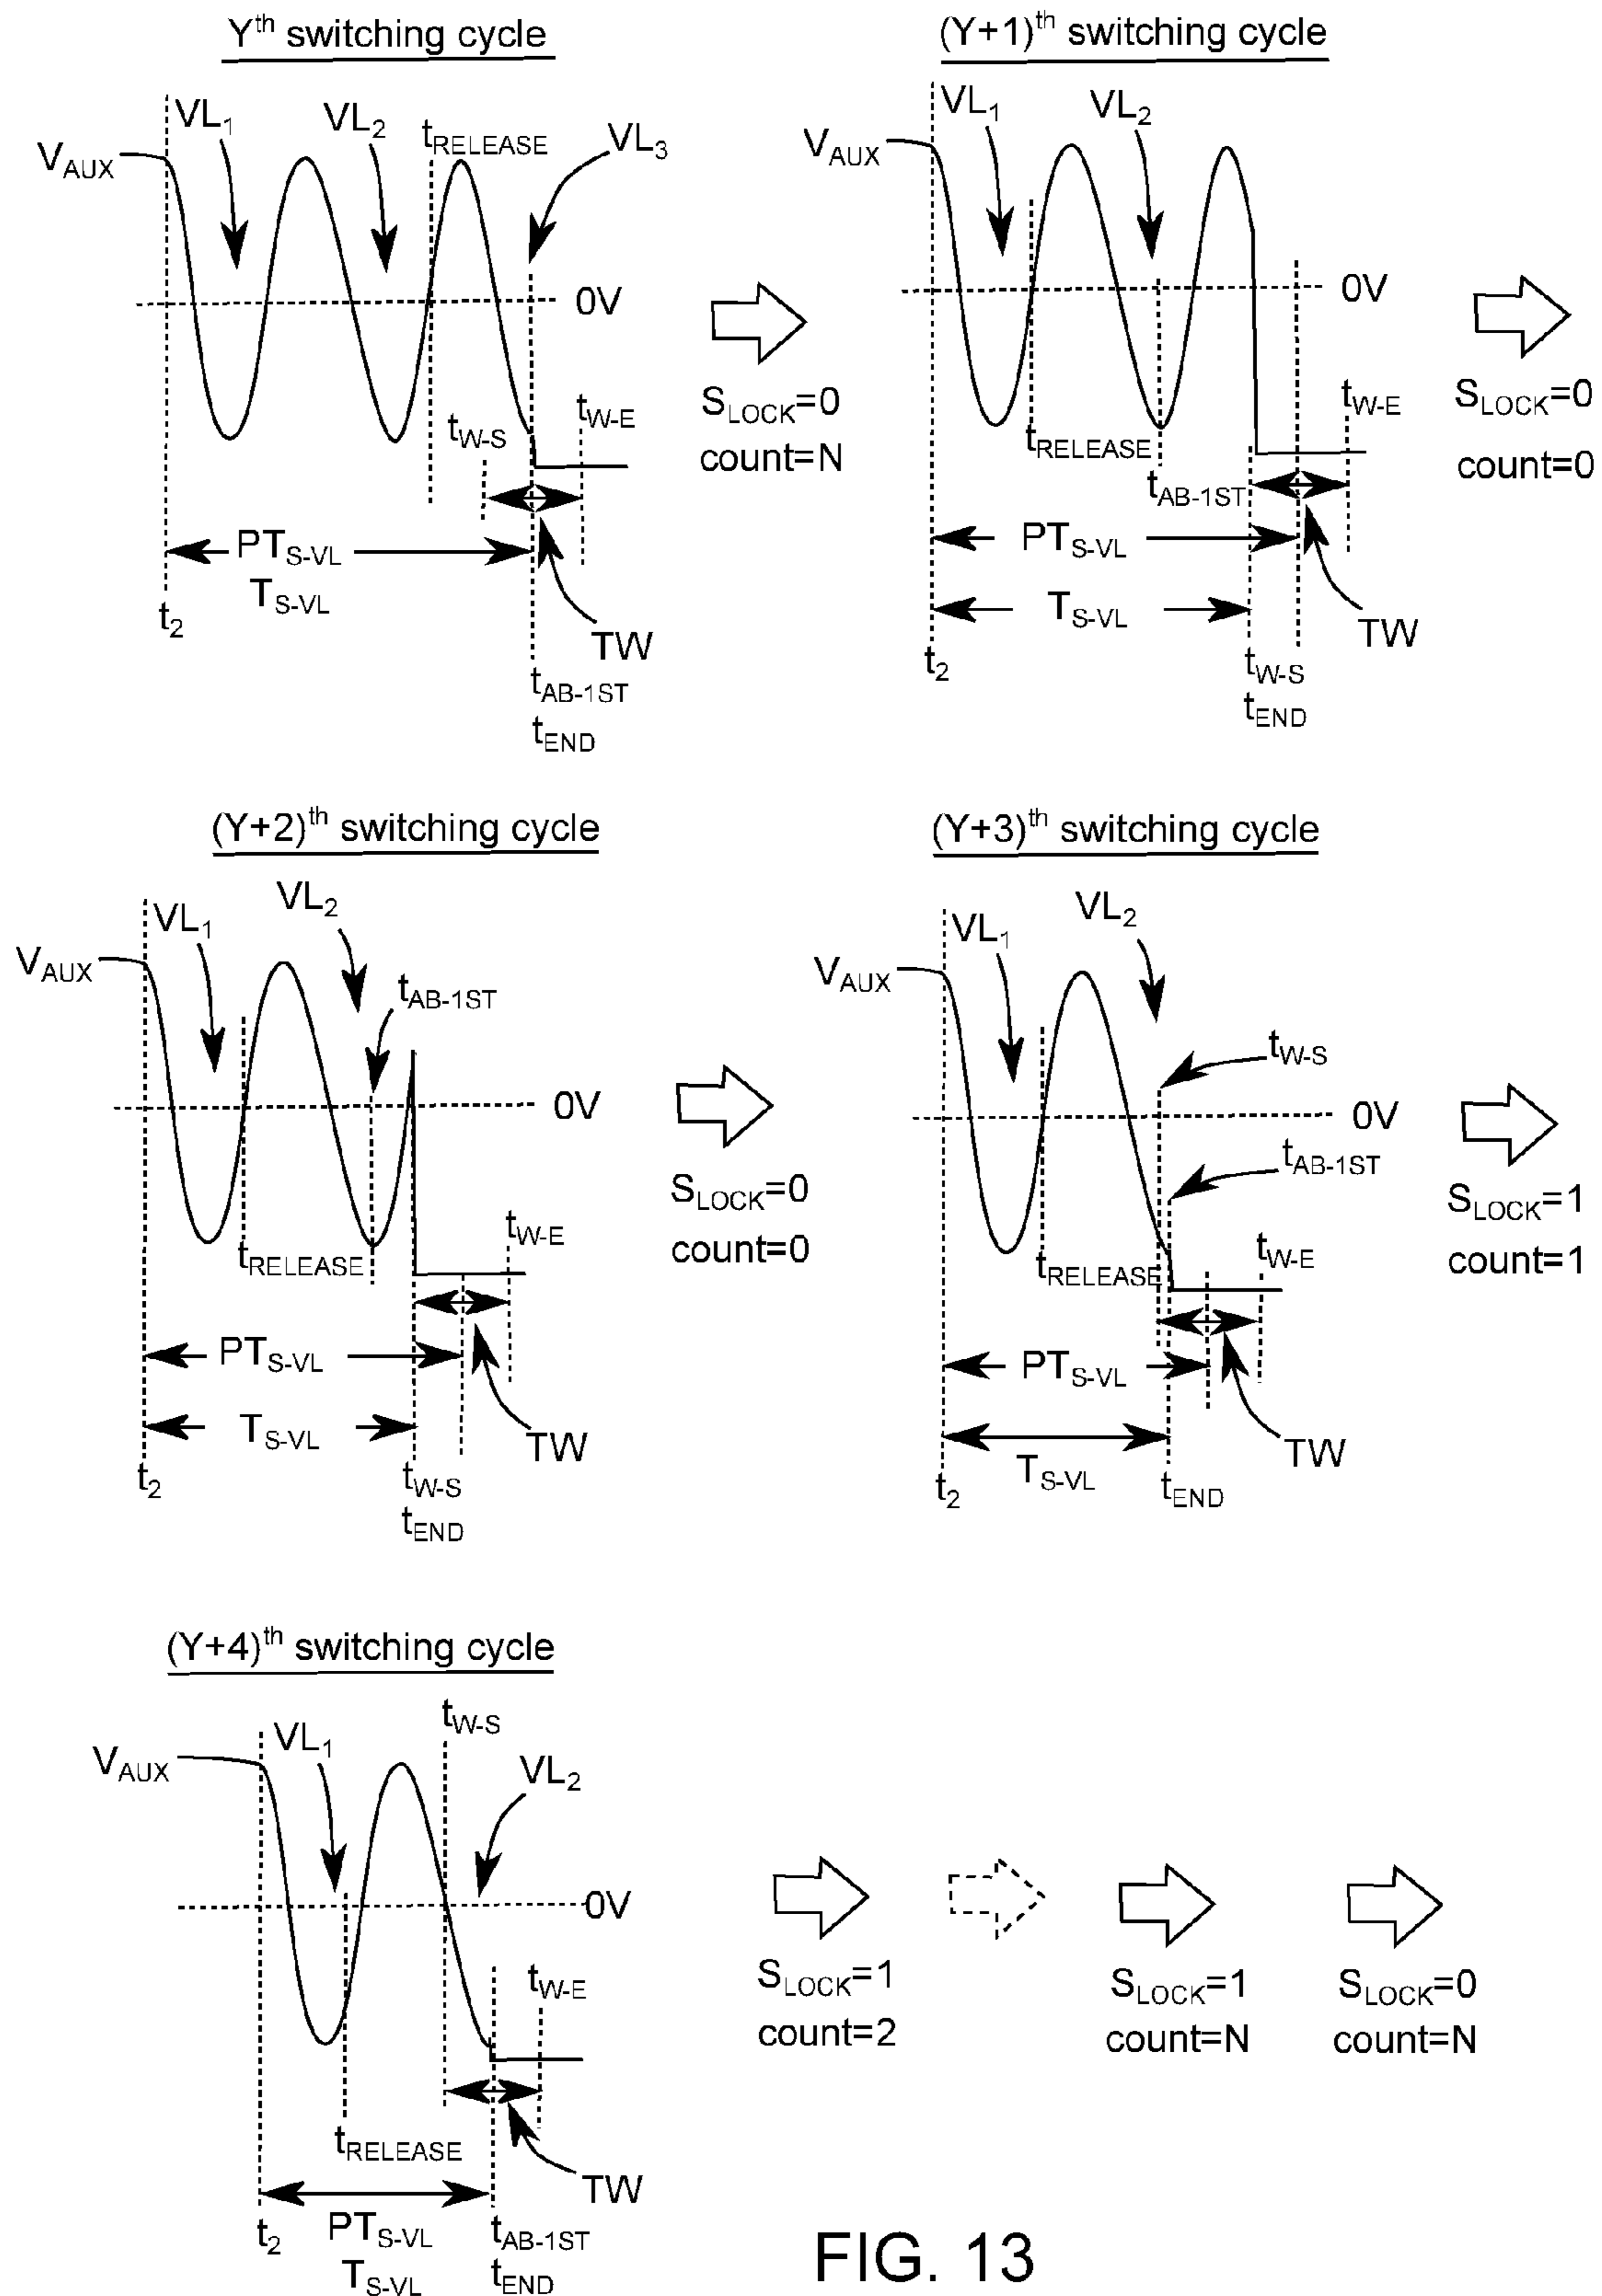 Yth switching cycle
VL1
VL2
tRELEASE
VL3
VAUX
0V
tW-S
tW-E
PTS-VL
TS-VL
t2
TW
tAB-1ST
tEND
SLOCK=0
count=N
(Y+1)th switching cycle
VL1
VL2
VAUX
0V
tRELEASE
tW-E
tAB-1ST
PTS-VL
TS-VL
TW
t2
tW-S
tEND
SLOCK=0
count=0
(Y+2)th switching cycle
VL2
VL1
VAUX
tAB-1ST
0V
tRELEASE
tW-E
PTS-VL
TS-VL
TW
t2
tW-S
tEND
SLOCK=0
count=0
(Y+3)th switching cycle
VL2
VL1
VAUX
tW-S
0V
tAB-1ST
tRELEASE
tW-E
PTS-VL
TW
TS-VL
t2
tEND
SLOCK=1
count=1
(Y+4)th switching cycle
tW-S
VL1
VAUX
VL2
0V
tW-E
tRELEASE
TW
t2
PTS-VL
TS-VL
tAB-1ST
tEND
SLOCK=1
count=2
SLOCK=1
count=N
SLOCK=0
count=N
FIG. 13